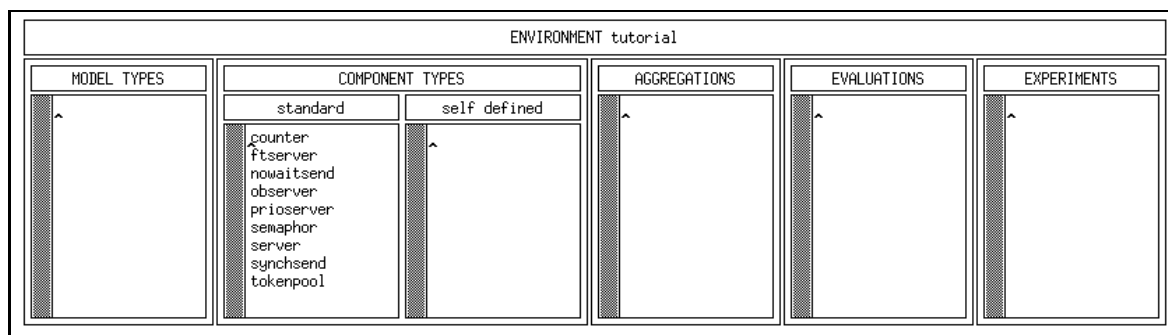 ENVIRONMENT tutorial
MODEL TYPES
COMPONENT TYPES
AGGREGATIONS
EVALUATIONS
EXPERIMENTS
standard
self defined
counter
ftserver
nowaitsend
observer
prioserver
semaphor
server
synchsend
tokenpool